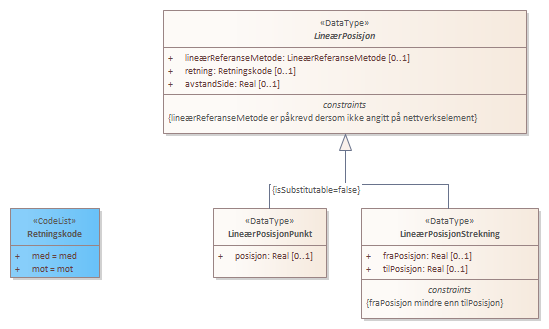 «DataType»
LineærPosisjon
+ lineærReferanseMetode: LineærReferanseMetode [0..1]
+ retning: Retningskode [0..1]
+ avstandSide: Real [0..1]
constraints
{lineærReferanseMetode er påkrevd dersom ikke angitt på nettverkselement}
{isSubstitutable=false}
«CodeList»
Retningskode
+ med = med
+ mot = mot
«DataType»
LineærPosisjonPunkt
+ posisjon: Real [0..1]
«DataType»
LineærPosisjonStrekning
+ fraPosisjon: Real [0..1]
+ tilPosisjon: Real [0..1]
constraints
{fraPosisjon mindre enn tilPosisjon}